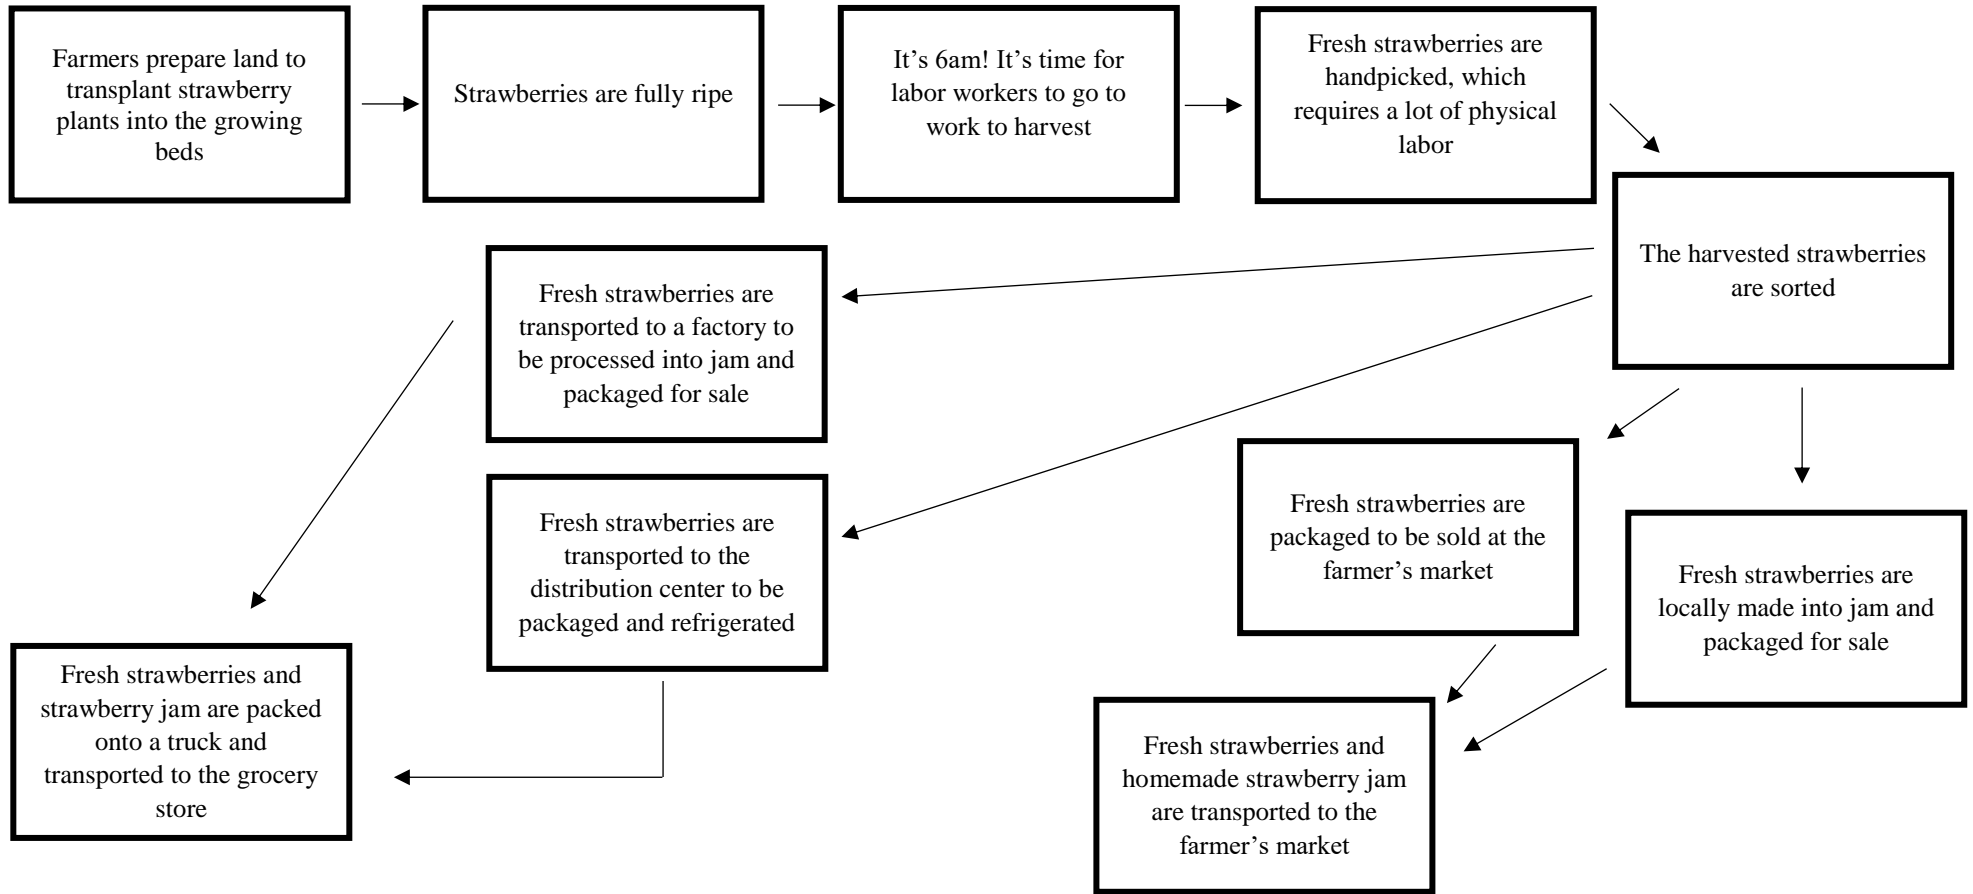 Farmers prepare land to
transplant strawberry
plants into the growing
beds
Strawberries are fully ripe
It’s 6am! It’s time for
labor workers to go to
work to harvest
Fresh strawberries are
handpicked, which
requires a lot of physical
labor
The harvested strawberries
are sorted
Fresh strawberries are
transported to a factory to
be processed into jam and
packaged for sale
Fresh strawberries are
transported to the
distribution center to be
packaged and refrigerated
Fresh strawberries and
strawberry jam are packed
onto a truck and
transported to the grocery
store
Fresh strawberries are
packaged to be sold at the
farmer’s market
Fresh strawberries are
locally made into jam and
packaged for sale
Fresh strawberries and
homemade strawberry jam
are transported to the
farmer’s market